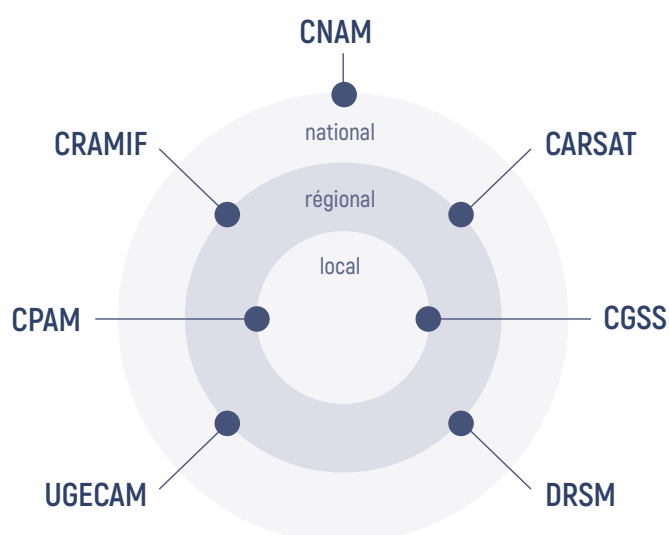 CNAM
national
CRAMIF
CARSAT
régional
local
CPAM
CGSS
UGECAM
DRSM